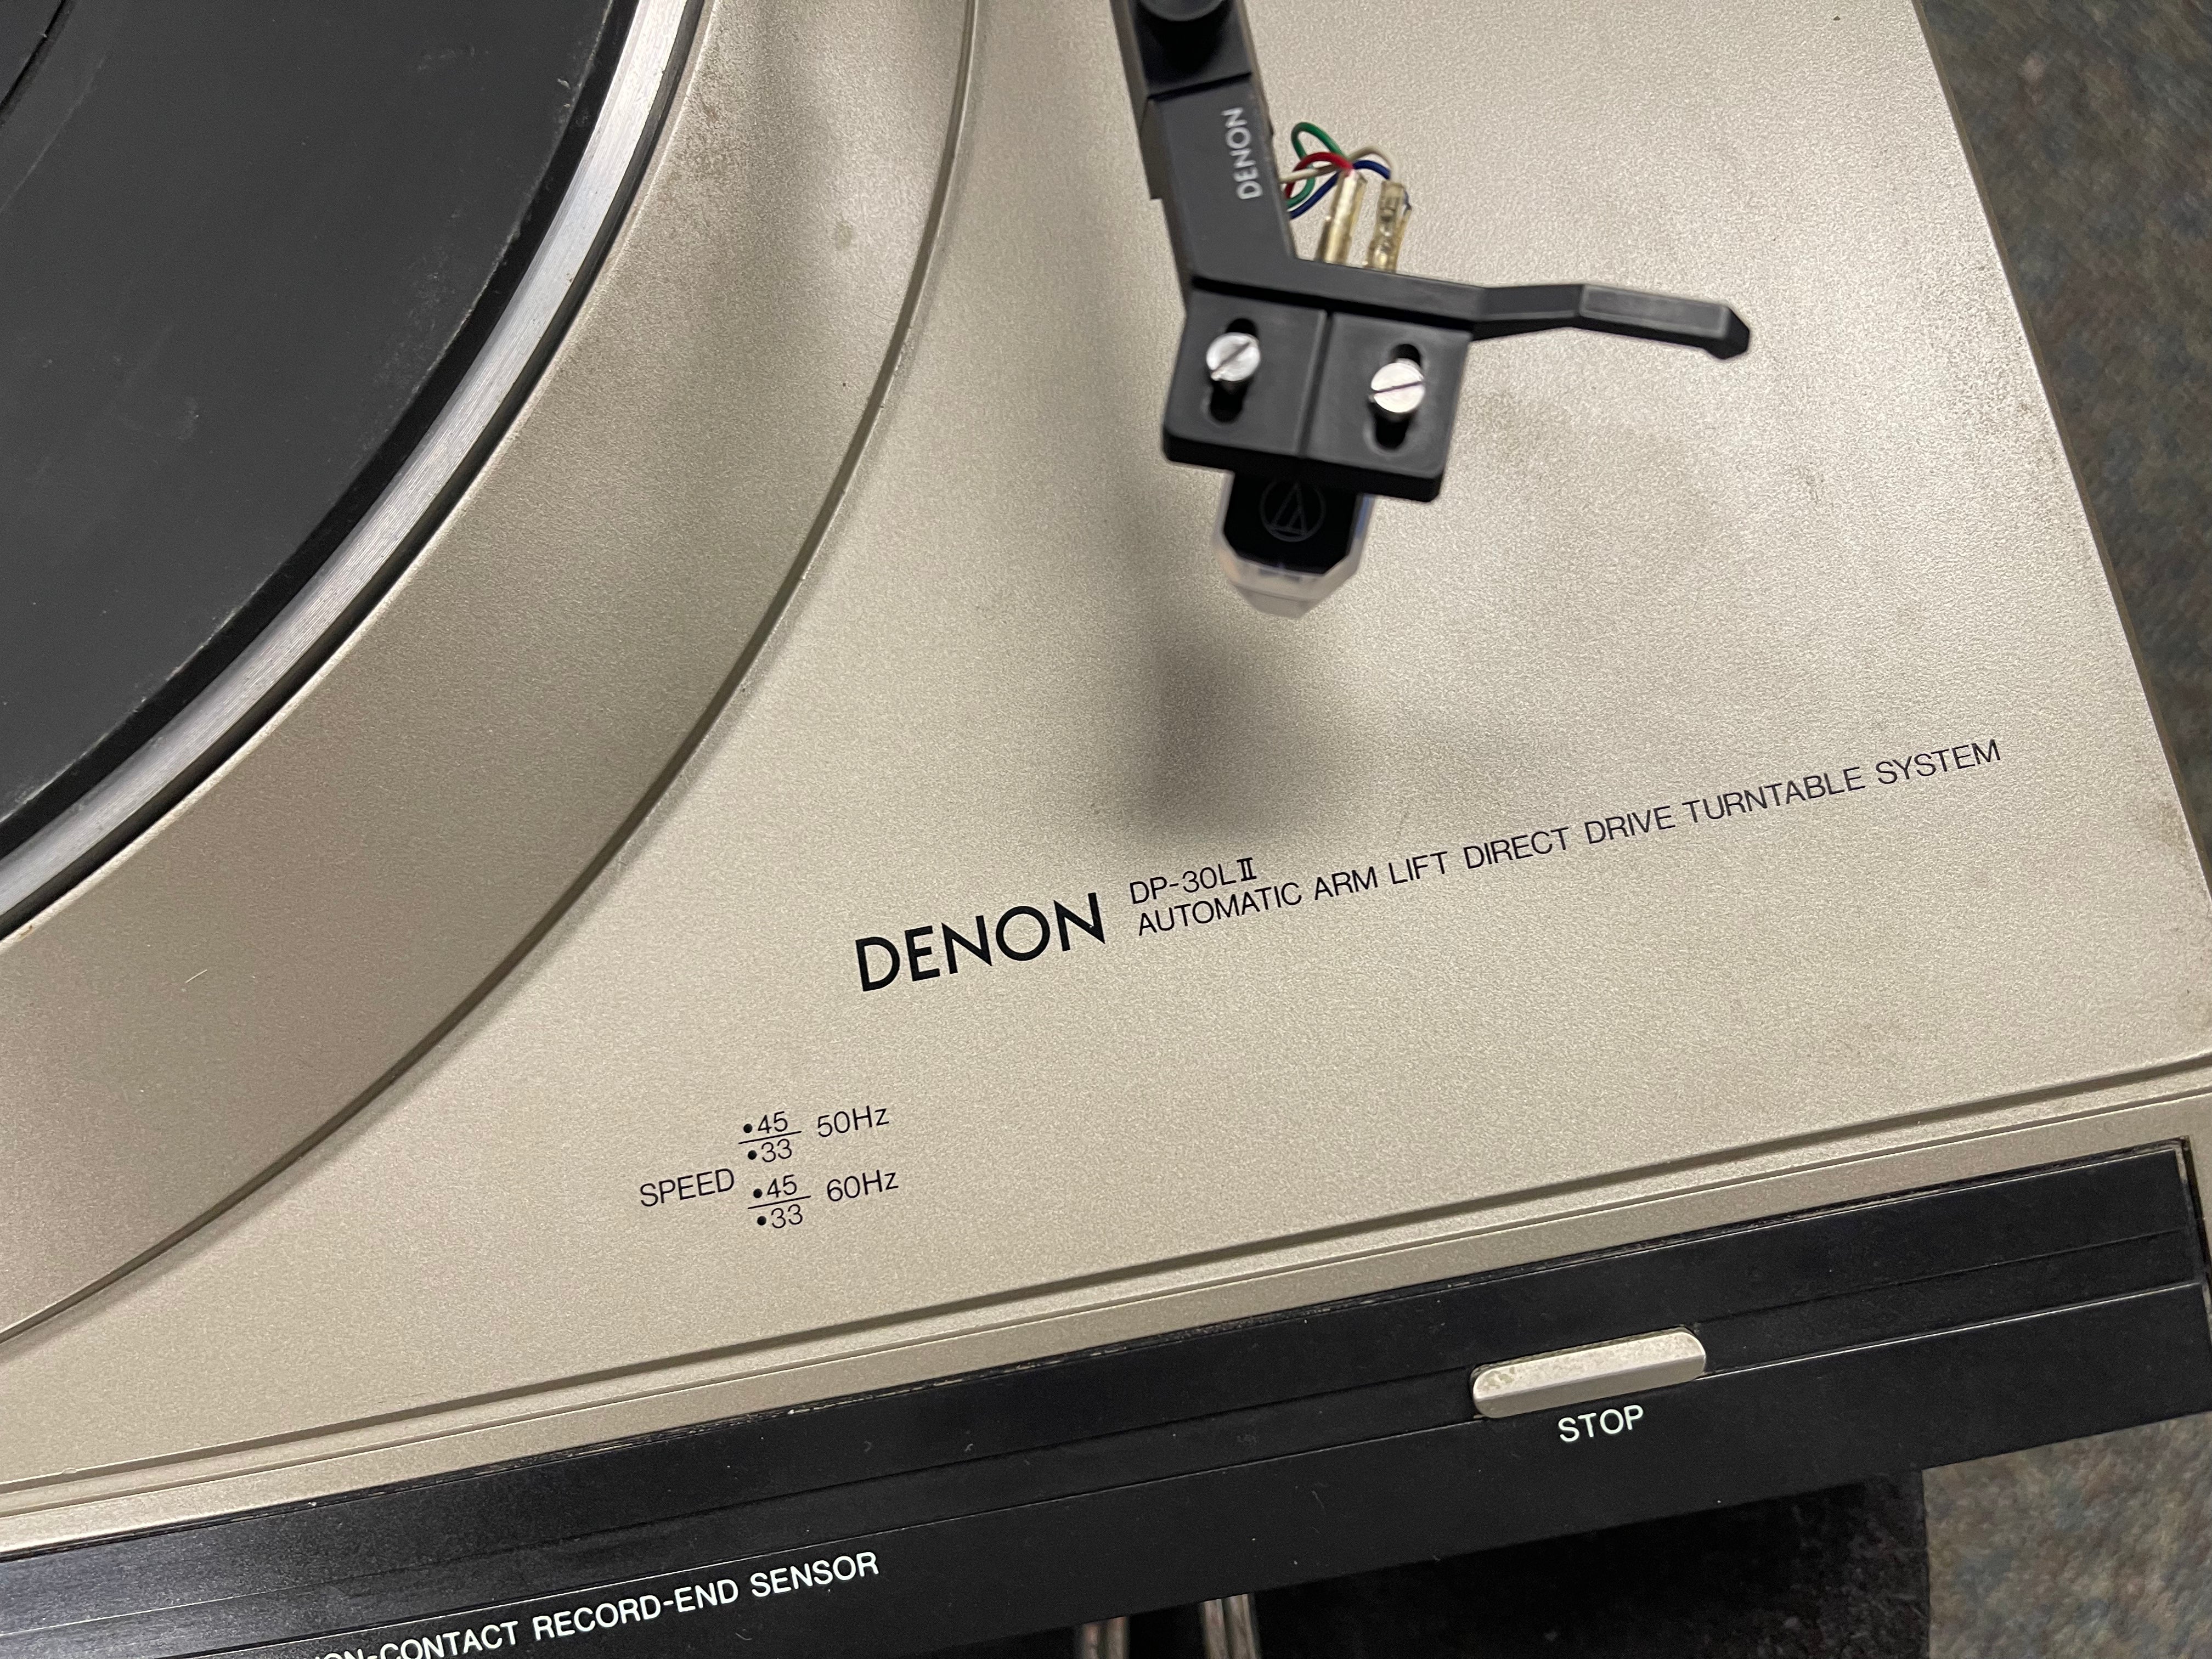 DENON
DENON
DP-30LII
AUTOMATIC ARM LIFT DIRECT DRIVE TURNTABLE SYSTEM
SPEED
•45 50Hz
•33
•45 60Hz
•33
STOP
ON-CONTACT RECORD-END SENSOR